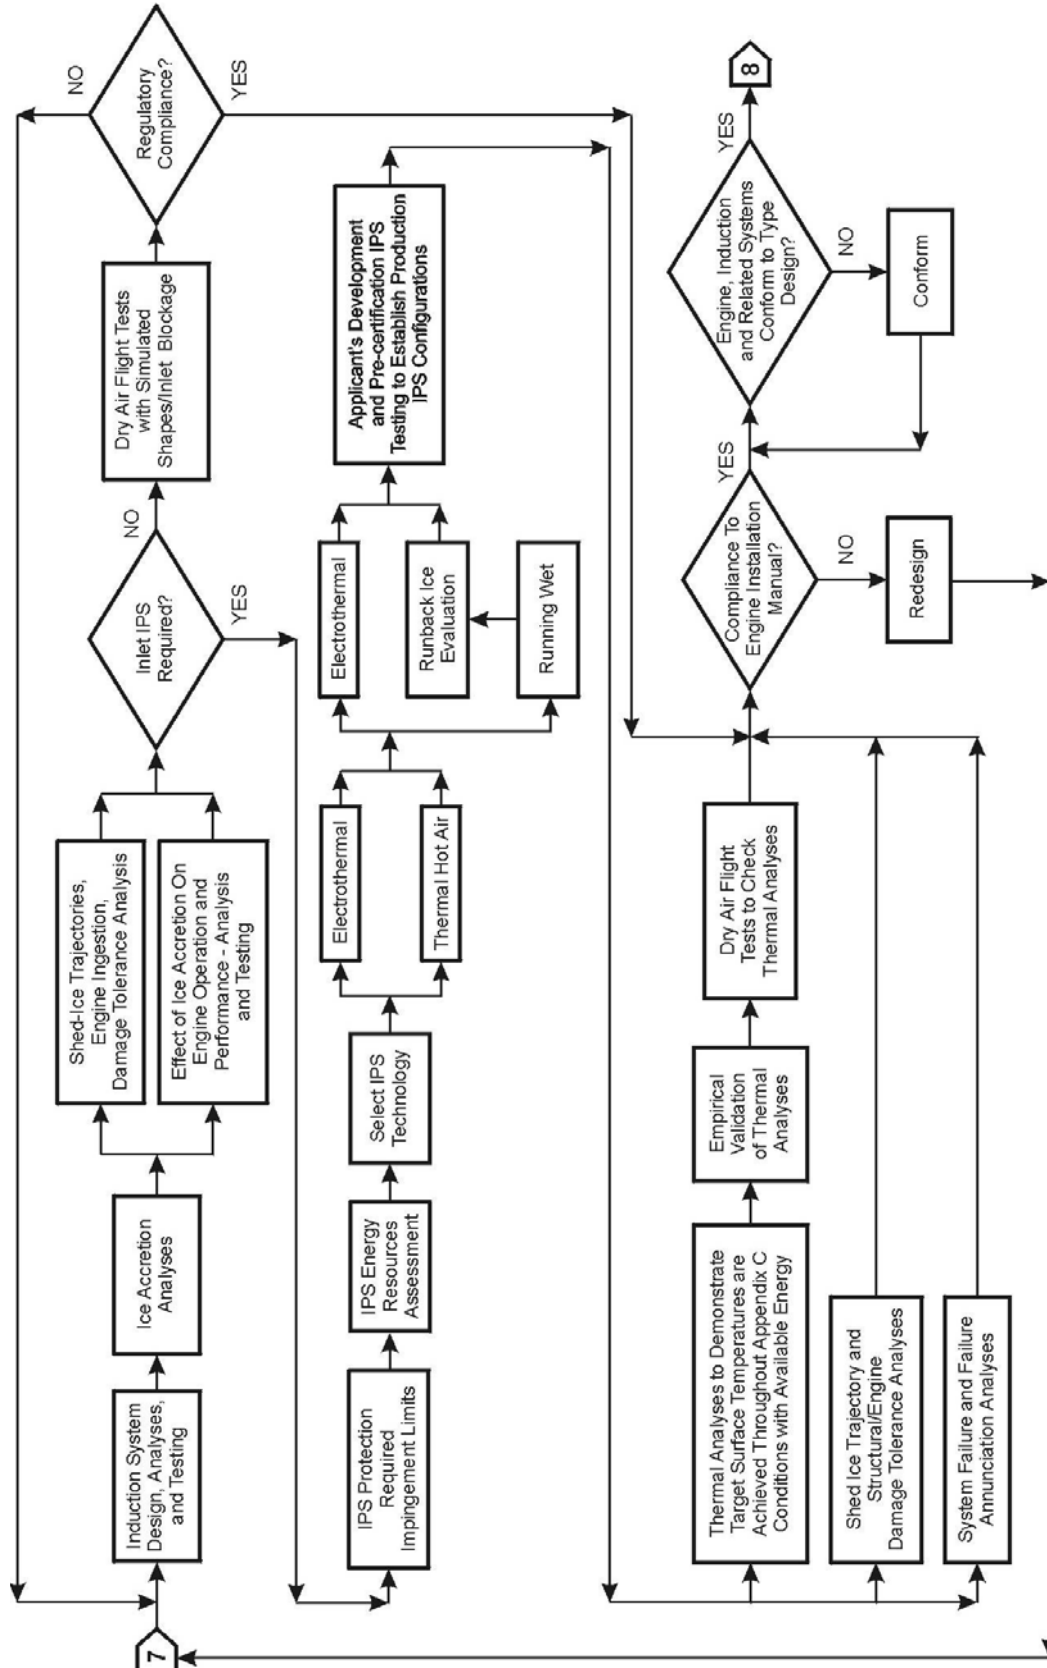 7
Induction System
Design, Analyses,
and Testing
Ice Accretion
Analyses
Shed-Ice Trajectories,
Engine Ingestion,
Damage Tolerance Analysis
Effect of Ice Accretion On
Engine Operation and
Performance - Analysis
and Testing
Inlet IPS
Required?
NO
YES
Dry Air Flight Tests
with Simulated
Shapes/Inlet Blockage
Regulatory
Compliance?
NO
YES
IPS Protection
Required
Impingement Limits
IPS Energy
Resources
Assessment
Select IPS
Technology
Electrothermal
Thermal Hot Air
Electrothermal
Runback Ice
Evaluation
Running Wet
Applicant's Development
and Pre-certification IPS
Testing to Establish Production
IPS Configurations
Thermal Analyses to Demonstrate
Target Surface Temperatures are
Achieved Throughout Appendix C
Conditions with Available Energy
Empirical
Validation
of Thermal
Analyses
Dry Air Flight
Tests to Check
Thermal Analyses
Shed Ice Trajectory and
Structural/Engine
Damage Tolerance Analyses
System Failure and Failure
Annunciation Analyses
Compliance To
Engine Installation
Manual?
YES
NO
Redesign
Engine, Induction
and Related Systems
Conform to Type
Design?
YES
NO
Conform
8